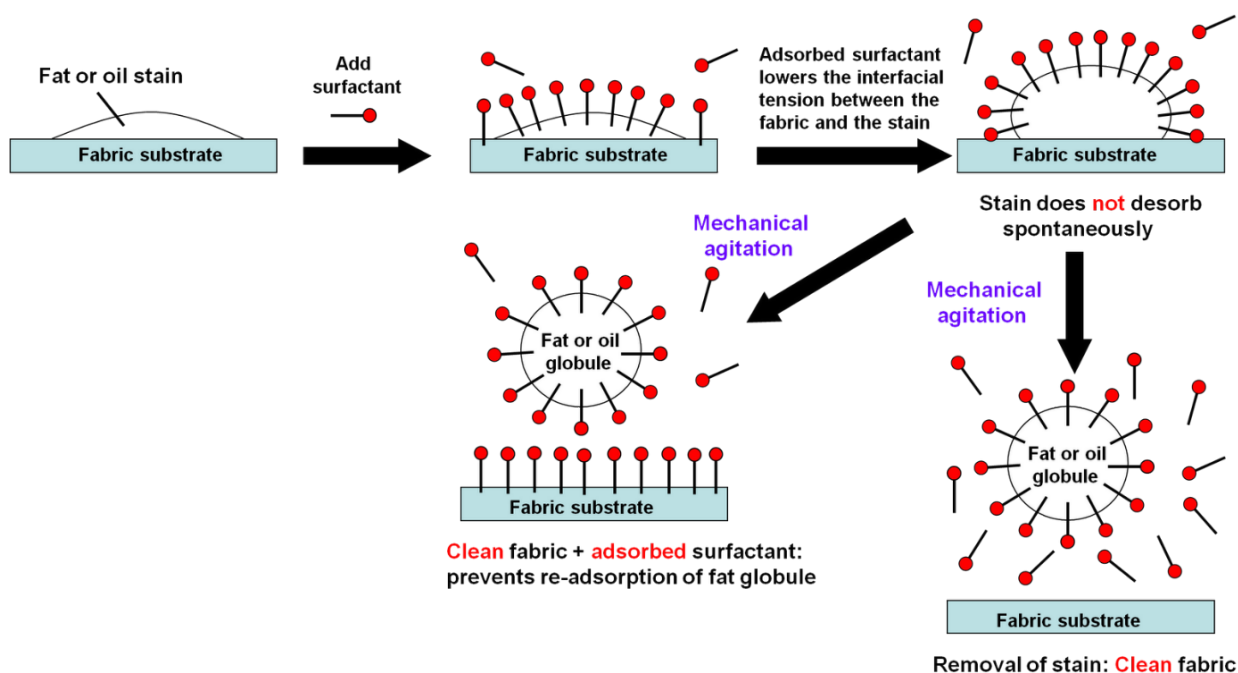 Fat or oil stain
Fabric substrate
Add
surfactant
Fabric substrate
Adsorbed surfactant
lowers the interfacial
tension between the
fabric and the stain
Fabric substrate
Stain does not desorb
spontaneously
Mechanical
agitation
Mechanical
agitation
Fat or oil
globule
Fabric substrate
Clean fabric + adsorbed surfactant:
prevents re-adsorption of fat globule
Fat or oil
globule
Fabric substrate
Removal of stain: Clean fabric